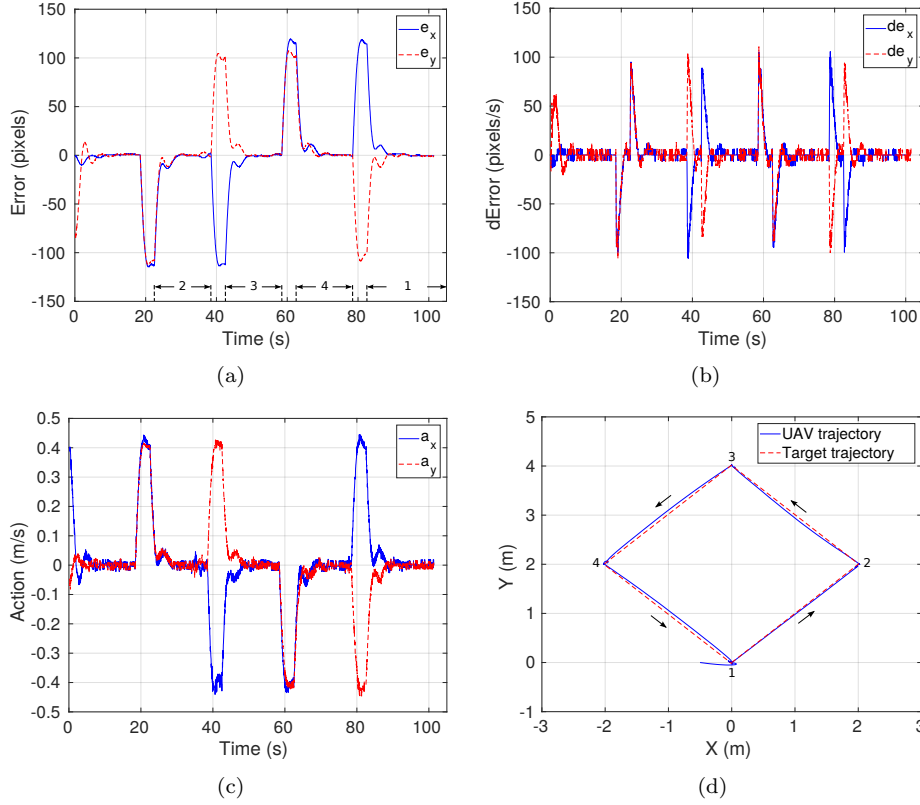 150
100
50
0
-50
-100
-150
0 20 40 60 80 100
Error (pixels)
Time (s)
e_x
e_y
2 3 4 1
(a)
150
100
50
0
-50
-100
-150
0 20 40 60 80 100
dError (pixels/s)
Time (s)
de_x
de_y
(b)
0.5
0.4
0.3
0.2
0.1
0
-0.1
-0.2
-0.3
-0.4
-0.5
0 20 40 60 80 100
Action (m/s)
Time (s)
a_x
a_y
(c)
5
4
3
2
1
0
-1
-3 -2 -1 0 1 2 3
Y (m)
X (m)
UAV trajectory
Target trajectory
3
4
2
1
(d)